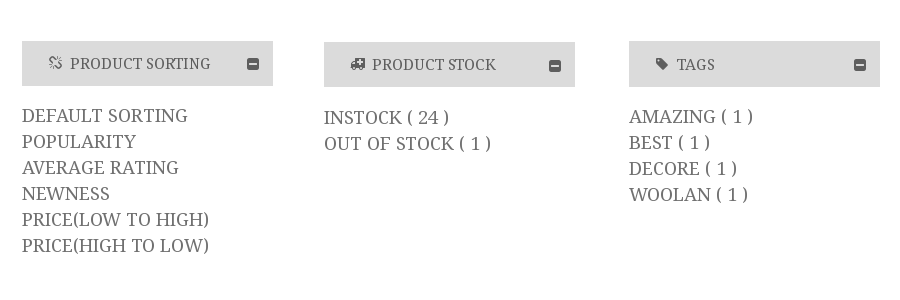 PRODUCT SORTING
DEFAULT SORTING
POPULARITY
AVERAGE RATING
NEWNESS
PRICE(LOW TO HIGH)
PRICE(HIGH TO LOW)
PRODUCT STOCK
INSTOCK ( 24 )
OUT OF STOCK ( 1 )
TAGS
AMAZING ( 1 )
BEST ( 1 )
DECORE ( 1 )
WOOLAN ( 1 )